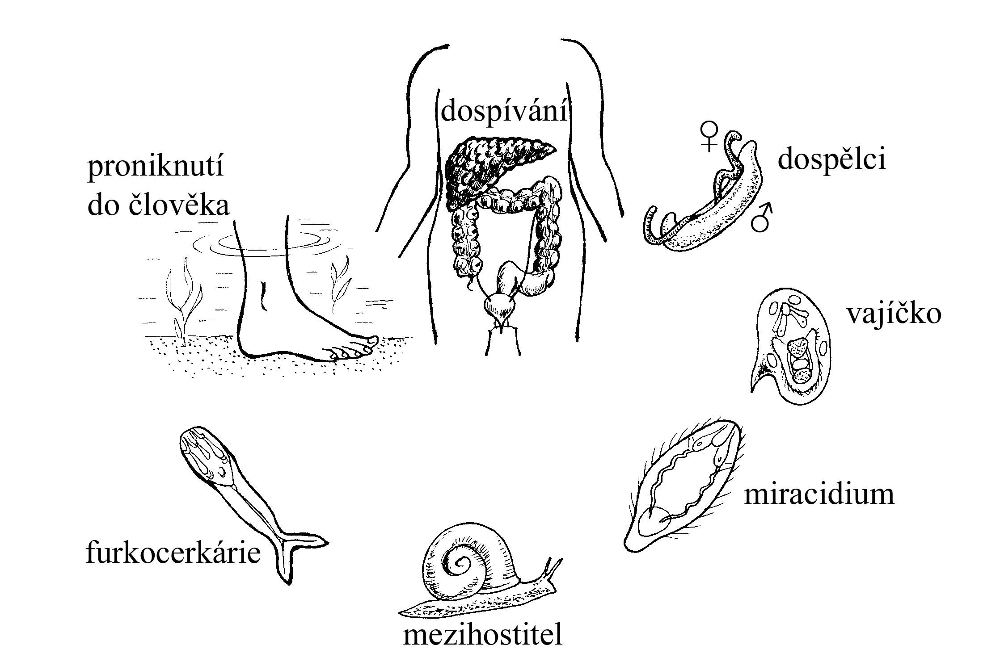 dospívání
♀
dospělci
♂
proniknutí
do člověka
vajíčko
miracidium
furkocerkárie
mezihostitel